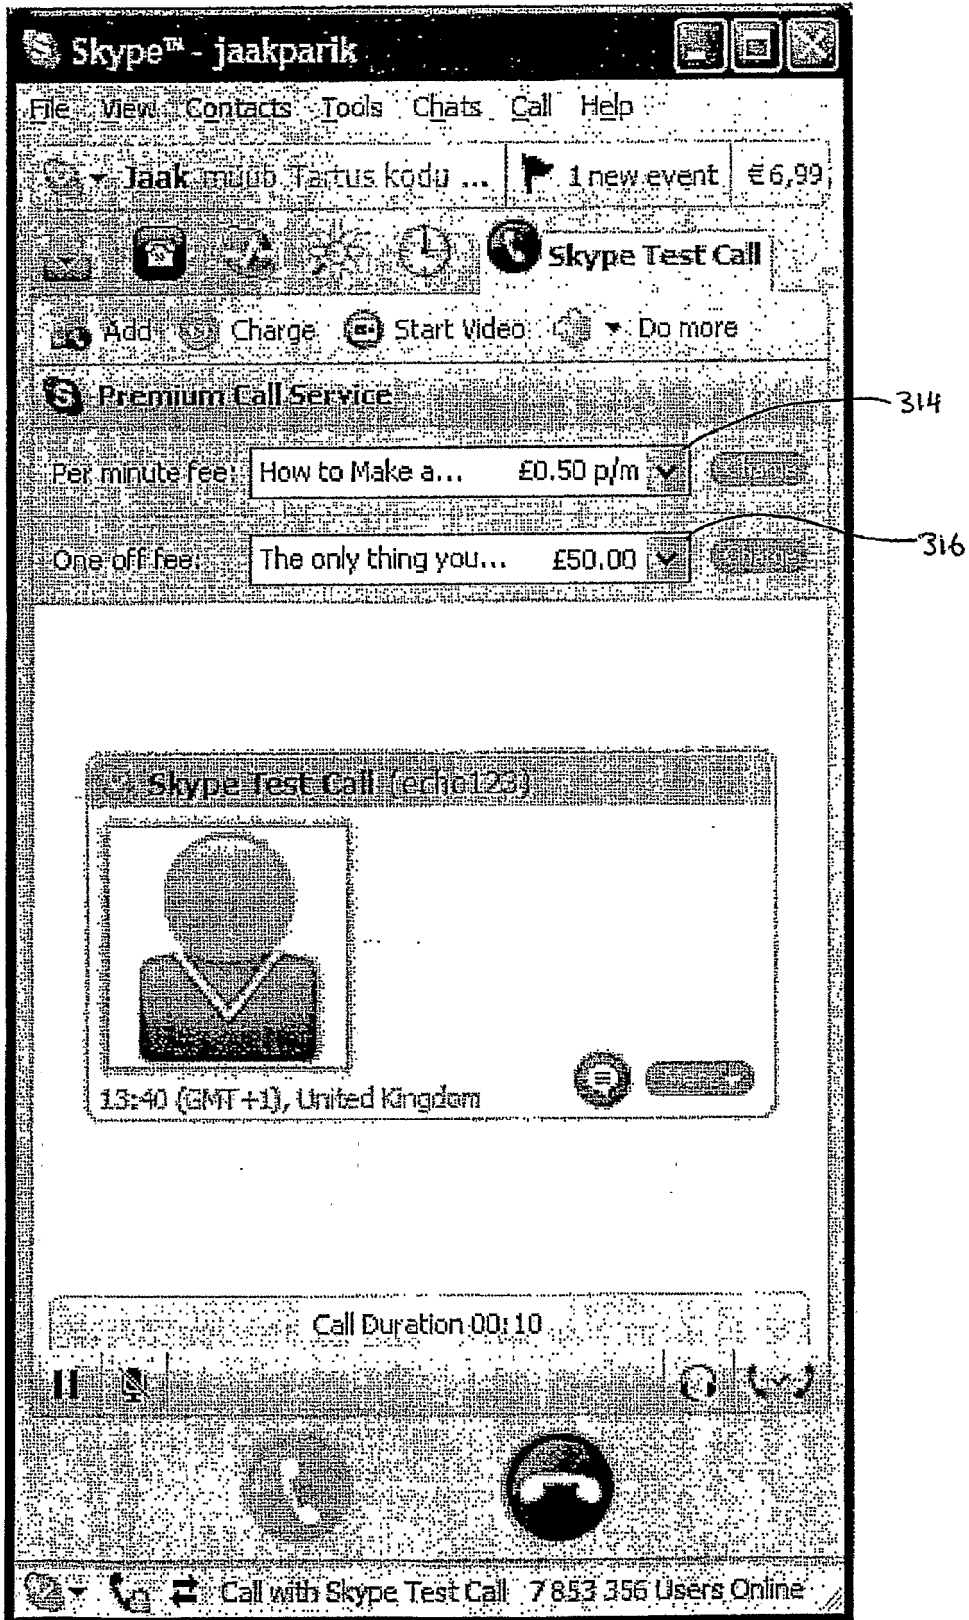 Skype™ - jaakparik
File View Contacts Tools Chats Call Help
Jaak müüb Tartus kodu ... 1 new event €6,99
Skype Test Call
Add Charge Start Video Do more
Premium Call Service
314
Per minute fee: How to Make a... £0.50 p/m
316
One off fee: The only thing you... £50.00
Skype Test Call (echo123)
13:40 (GMT+1), United Kingdom
Call Duration 00:10
Call with Skype Test Call 7 853 356 Users Online